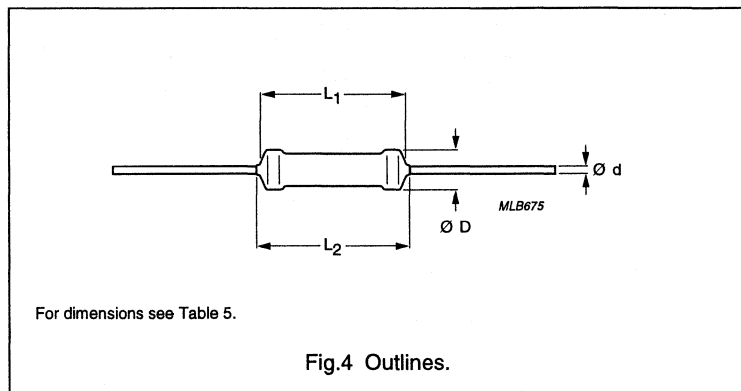 L1
Ø d
MLB675
Ø D
L2
For dimensions see Table 5.
Fig.4 Outlines.